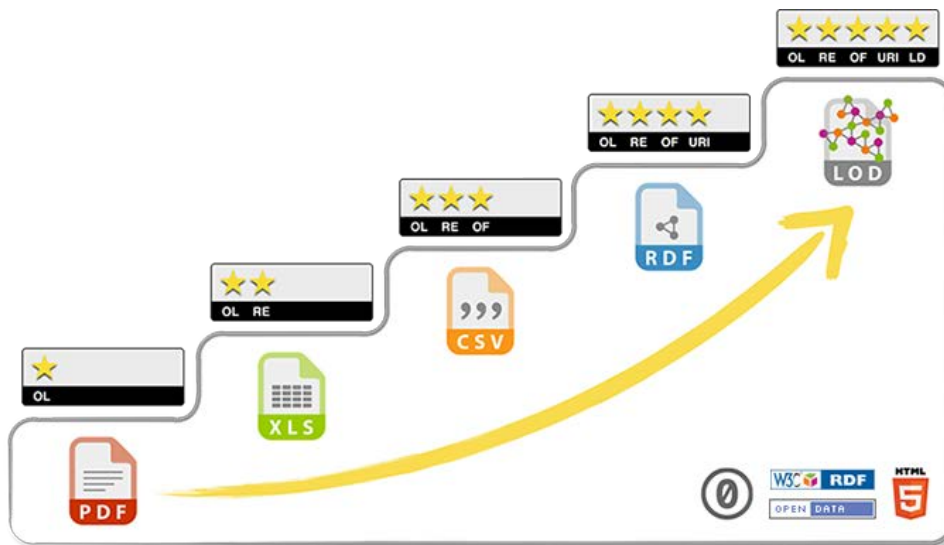 OL RE OF URI LD
LOD
OL RE OF URI
RDF
OL RE OF
CSV
OL RE
XLS
OL
PDF
0
W3C RDF
OPEN DATA
HTML
5